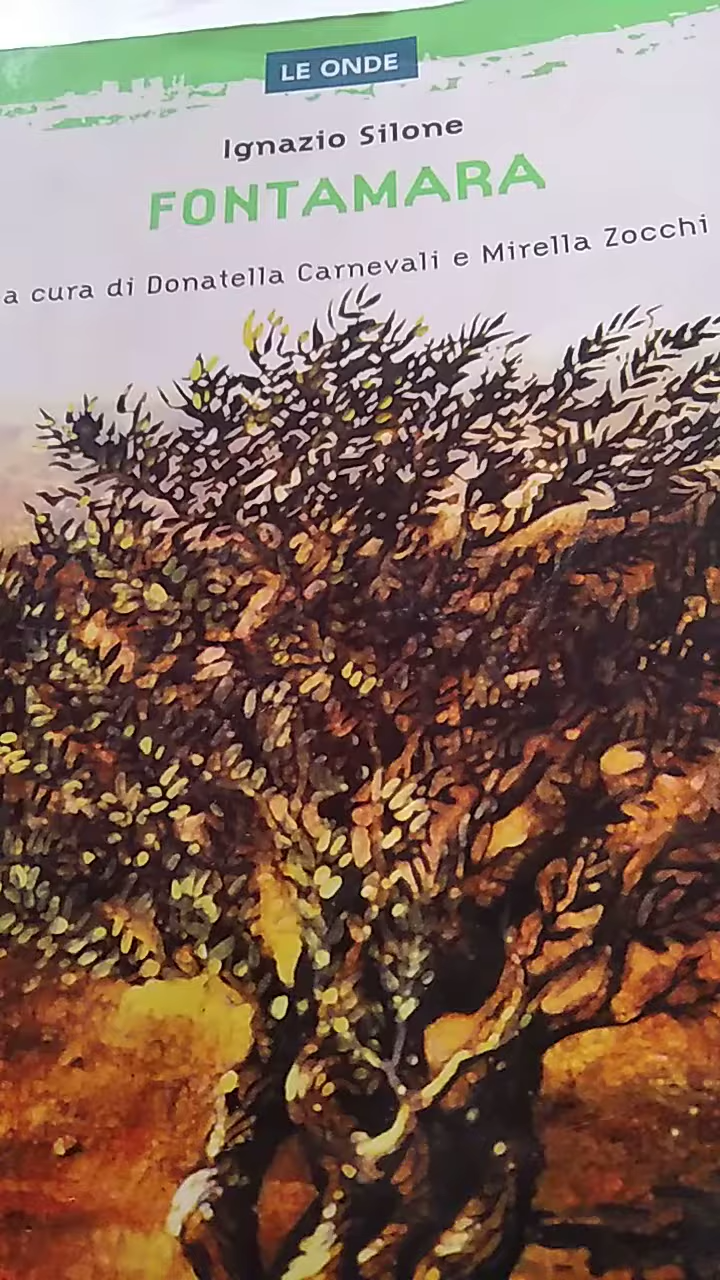 LE ONDE
Ignazio Silone
FONTAMARA
a cura di Donatella Carnevali e Mirella Zocchi